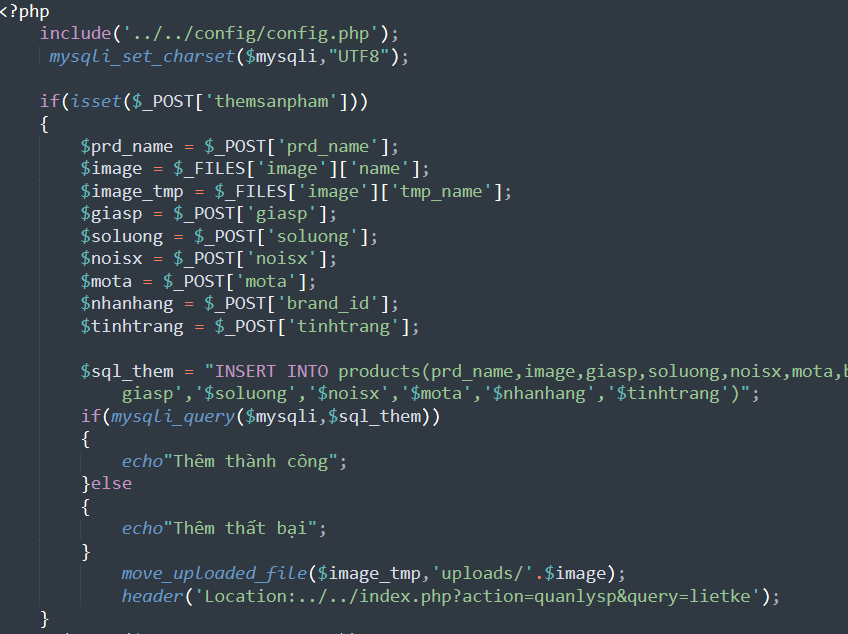 <?php
    include('../../config/config.php');
     mysqli_set_charset($mysqli,"UTF8");
    if(isset($_POST['themsanpham']))
    {
        $prd_name = $_POST['prd_name'];
        $image = $_FILES['image']['name'];
        $image_tmp = $_FILES['image']['tmp_name'];
        $giasp = $_POST['giasp'];
        $soluong = $_POST['soluong'];
        $noisx = $_POST['noisx'];
        $mota = $_POST['mota'];
        $nhanhang = $_POST['brand_id'];
        $tinhtrang = $_POST['tinhtrang'];
        $sql_them = "INSERT INTO products(prd_name,image,giasp,soluong,noisx,mota,
            giasp','$soluong','$noisx','$mota','$nhanhang','$tinhtrang')";
        if(mysqli_query($mysqli,$sql_them))
        {
            echo"Thêm thành công";
        }else
        {
            echo"Thêm thất bại";
        }
            move_uploaded_file($image_tmp,'uploads/'.$image);
            header('Location:../../index.php?action=quanlysp&query=lietke');
    }